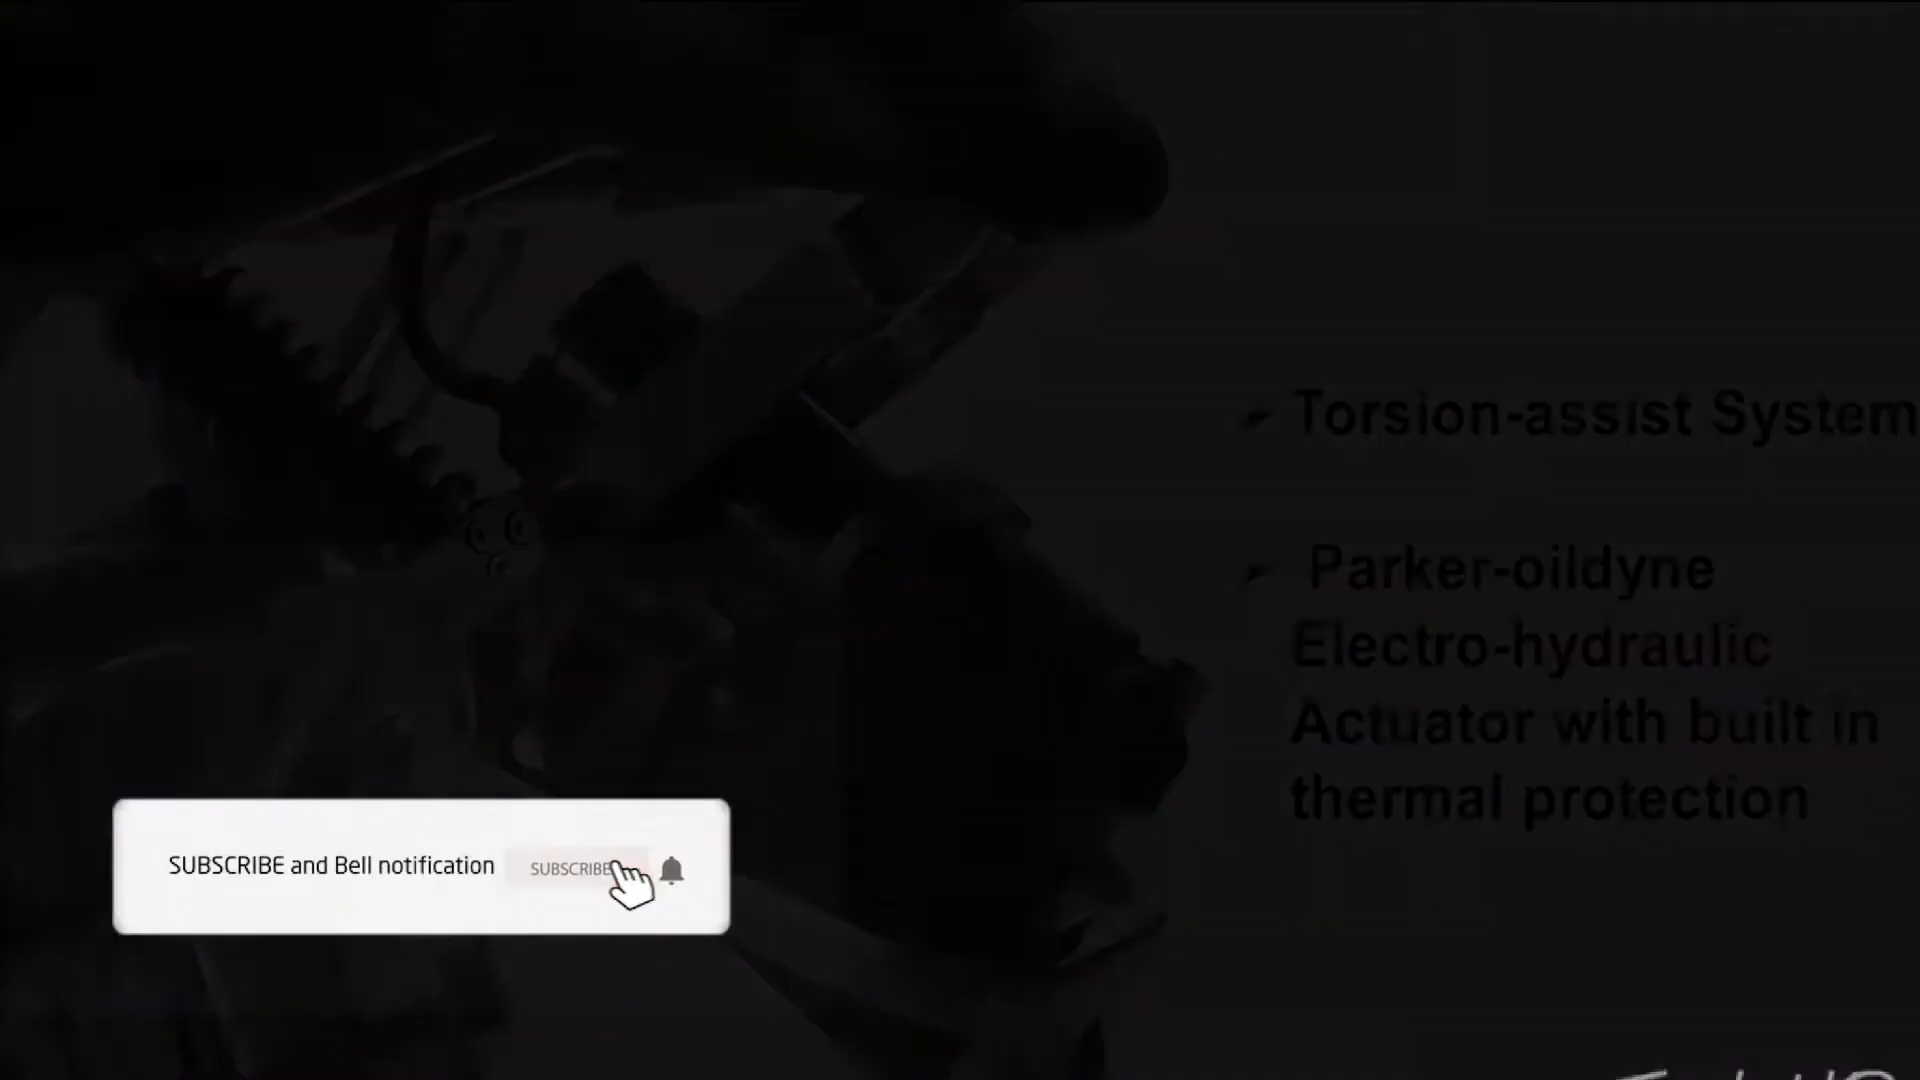 Torsion-assist System
Parker-oildyne
Electro-hydraulic
Actuator with built in
thermal protection
SUBSCRIBE and Bell notification
SUBSCRIBE